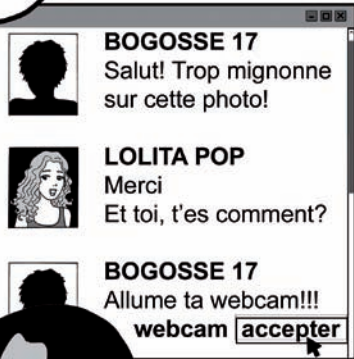 BOGOSSE 17
Salut! Trop mignonne
sur cette photo!
LOLITA POP
Merci
Et toi, t'es comment?
BOGOSSE 17
Allume ta webcam!!!
webcam accepter